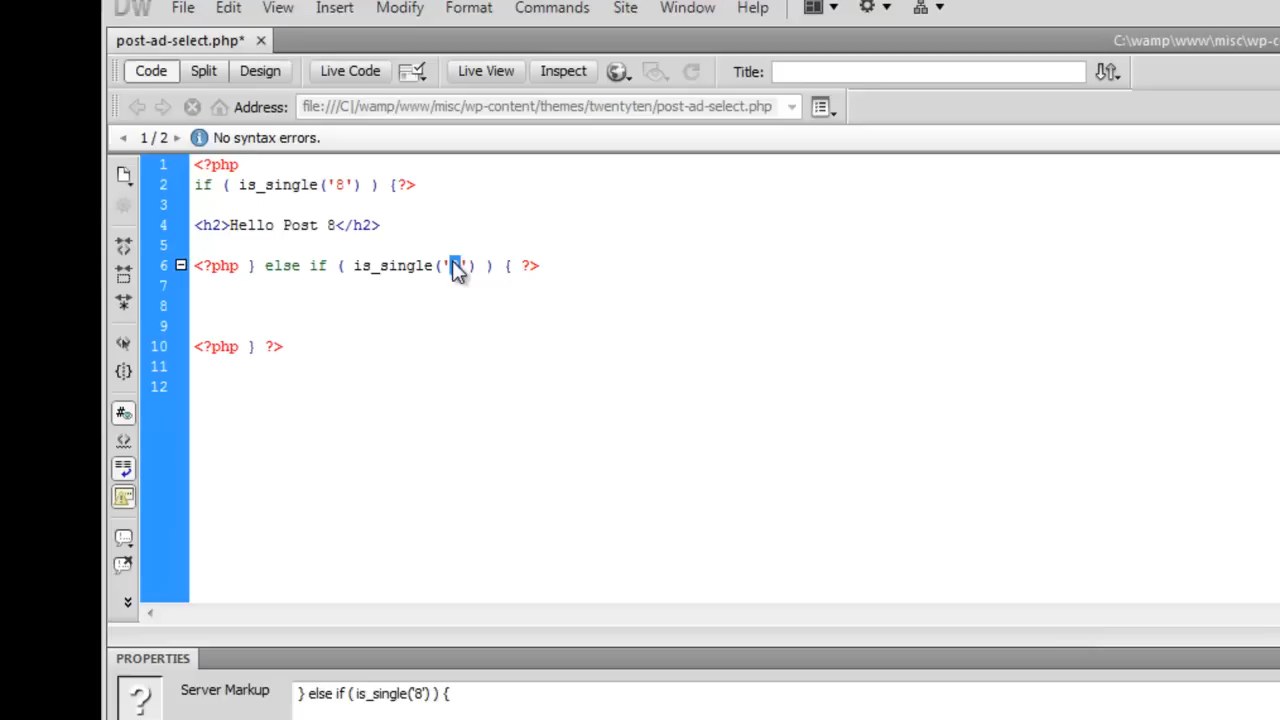 DW File Edit View Insert Modify Format Commands Site Window Help
post-ad-select.php* C:\wamp\www\misc\wp-c
Code Split Design Live Code Live View Inspect Title:
Address: file:///C|/wamp/www/misc/wp-content/themes/twentyten/post-ad-select.php
1 / 2 No syntax errors.
1 <?php
2 if ( is_single('8') ) {?>
3
4 <h2>Hello Post 8</h2>
5
6 <?php } else if ( is_single('') ) { ?>
7
8
9
10 <?php } ?>
11
12
PROPERTIES
? Server Markup } else if ( is_single('8') ) {